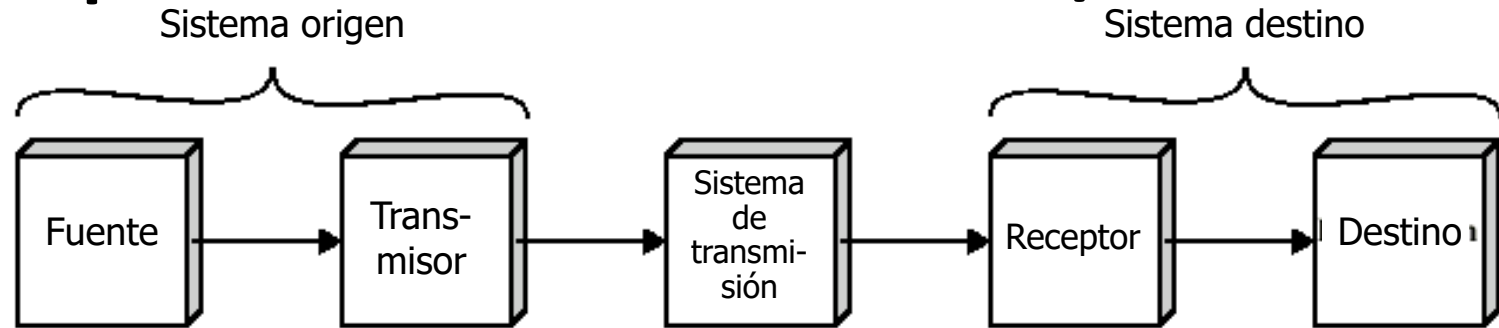 Sistema origen
Sistema destino
Fuente
Trans-
misor
Sistema
de
transmi-
sión
Receptor
Destino